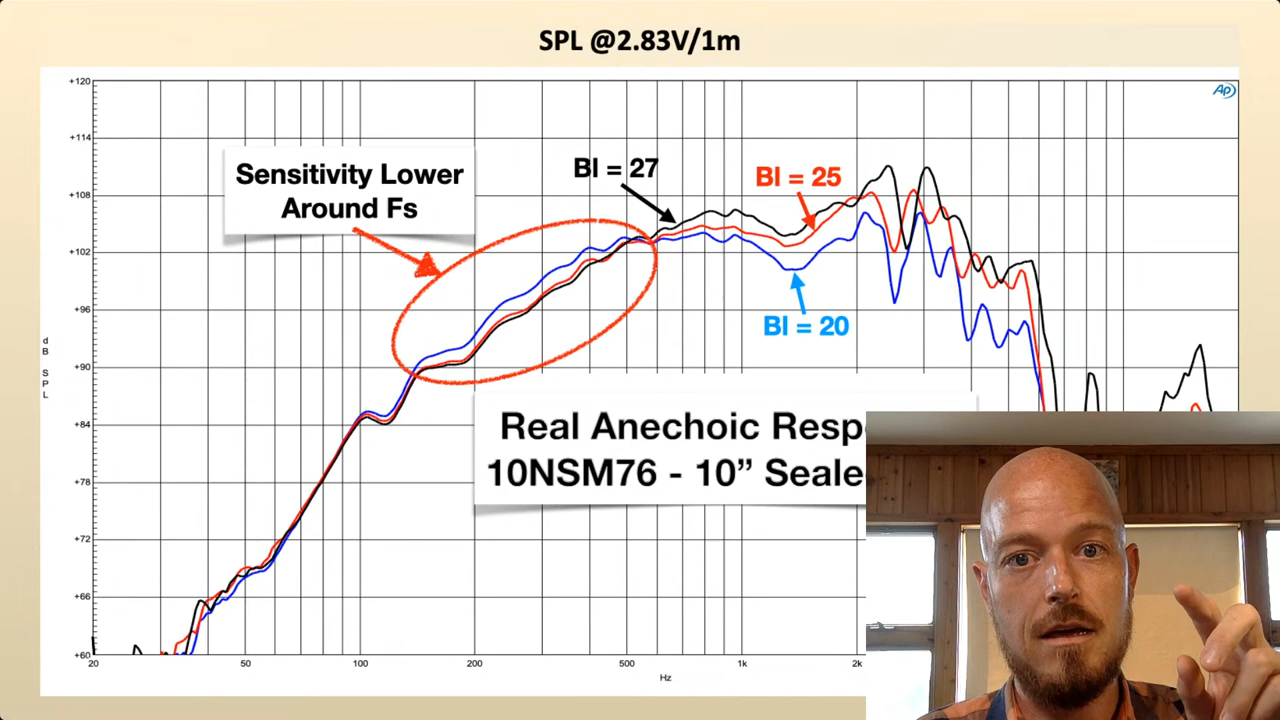 SPL @2.83V/1m
+120
Ap
+114
Sensitivity Lower
Around Fs
Bl = 27
Bl = 25
+108
+102
Bl = 20
+96
d
B
S
P
L
+90
Real Anechoic Resp
10NSM76 - 10” Seale
+84
+78
+72
+66
+60
20
50
100
200
500
1k
2k
Hz